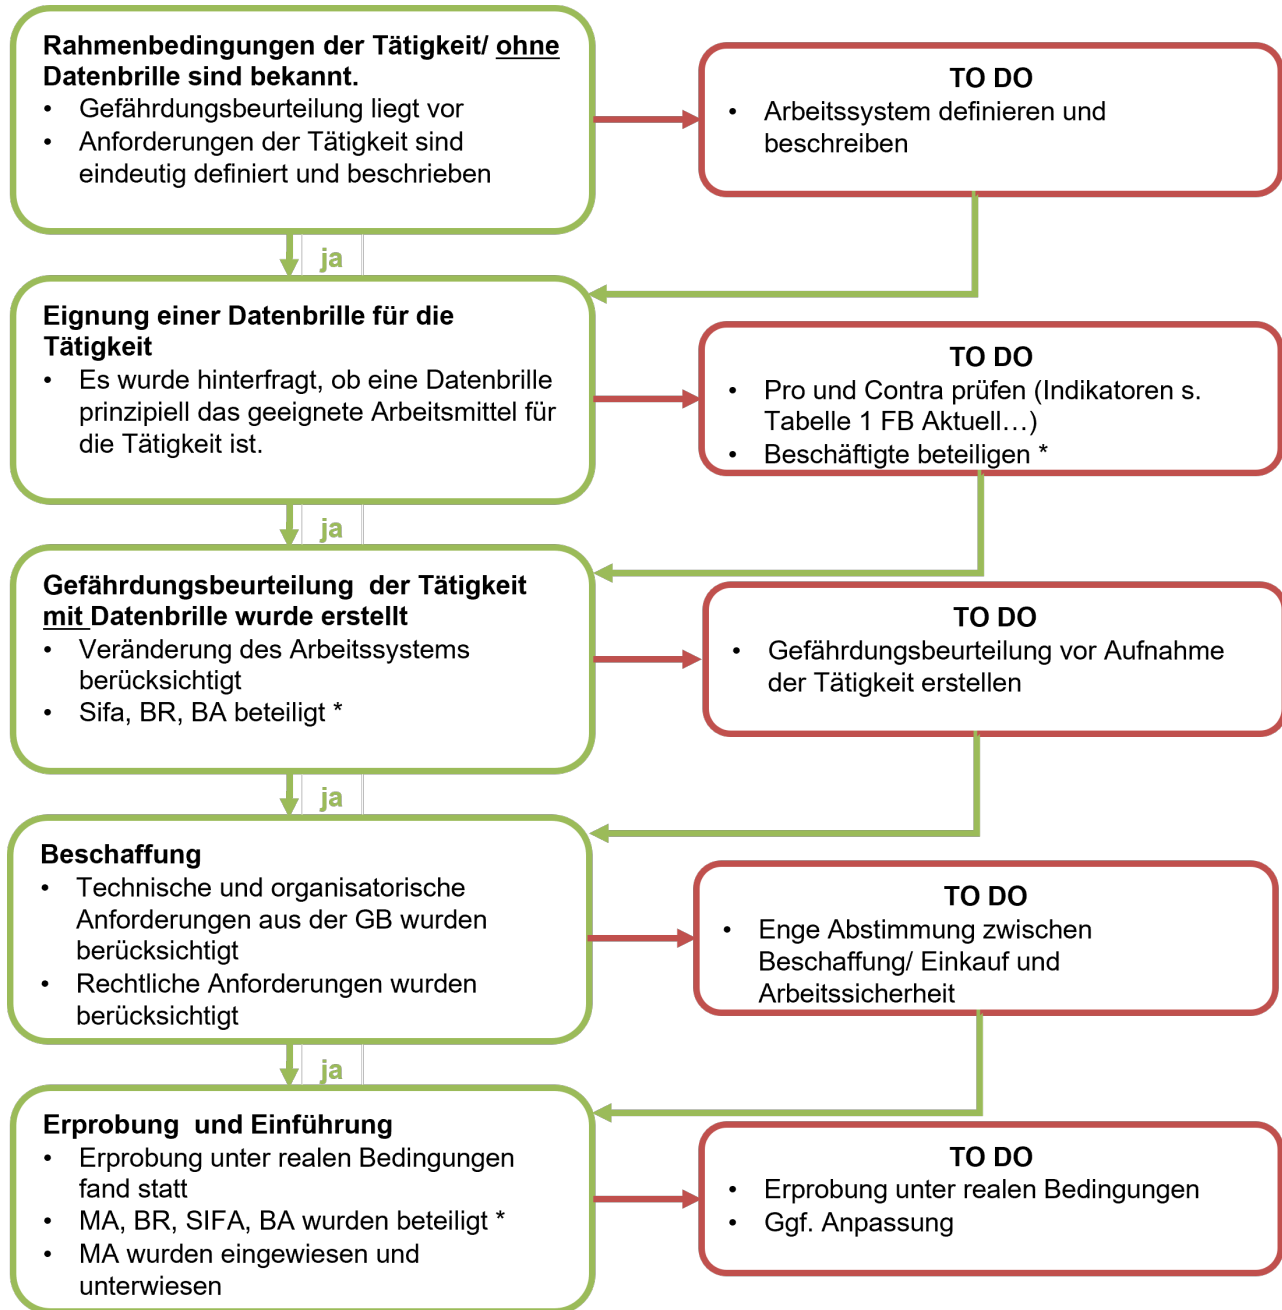 Rahmenbedingungen der Tätigkeit/ ohne
Datenbrille sind bekannt.
• Gefährdungsbeurteilung liegt vor
• Anforderungen der Tätigkeit sind
eindeutig definiert und beschrieben
TO DO
• Arbeitssystem definieren und
beschreiben
ja
Eignung einer Datenbrille für die
Tätigkeit
• Es wurde hinterfragt, ob eine Datenbrille
prinzipiell das geeignete Arbeitsmittel für
die Tätigkeit ist.
TO DO
• Pro und Contra prüfen (Indikatoren s.
Tabelle 1 FB Aktuell…)
• Beschäftigte beteiligen *
ja
Gefährdungsbeurteilung der Tätigkeit
mit Datenbrille wurde erstellt
• Veränderung des Arbeitssystems
berücksichtigt
• Sifa, BR, BA beteiligt *
TO DO
• Gefährdungsbeurteilung vor Aufnahme
der Tätigkeit erstellen
ja
Beschaffung
• Technische und organisatorische
Anforderungen aus der GB wurden
berücksichtigt
• Rechtliche Anforderungen wurden
berücksichtigt
TO DO
• Enge Abstimmung zwischen
Beschaffung/ Einkauf und
Arbeitssicherheit
ja
Erprobung und Einführung
• Erprobung unter realen Bedingungen
fand statt
• MA, BR, SIFA, BA wurden beteiligt *
• MA wurden eingewiesen und
unterwiesen
TO DO
• Erprobung unter realen Bedingungen
• Ggf. Anpassung